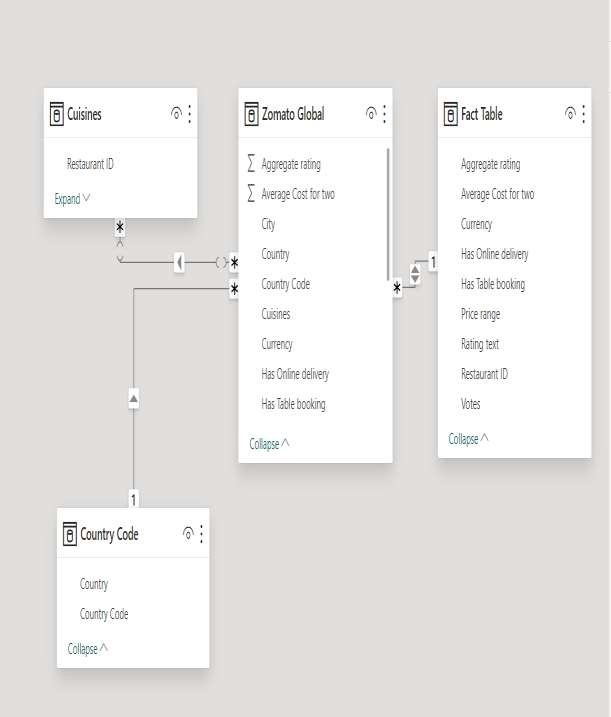 Cuisines
Restaurant ID
Expand
Zomato Global
Σ Aggregate rating
Σ Average Cost for two
City
Country
Country Code
Cuisines
Currency
Has Online delivery
Has Table booking
Collapse
Fact Table
Aggregate rating
Average Cost for two
Currency
Has Online delivery
Has Table booking
Price range
Rating text
Restaurant ID
Votes
Collapse
*
*
*
1
*
1
Country Code
Country
Country Code
Collapse